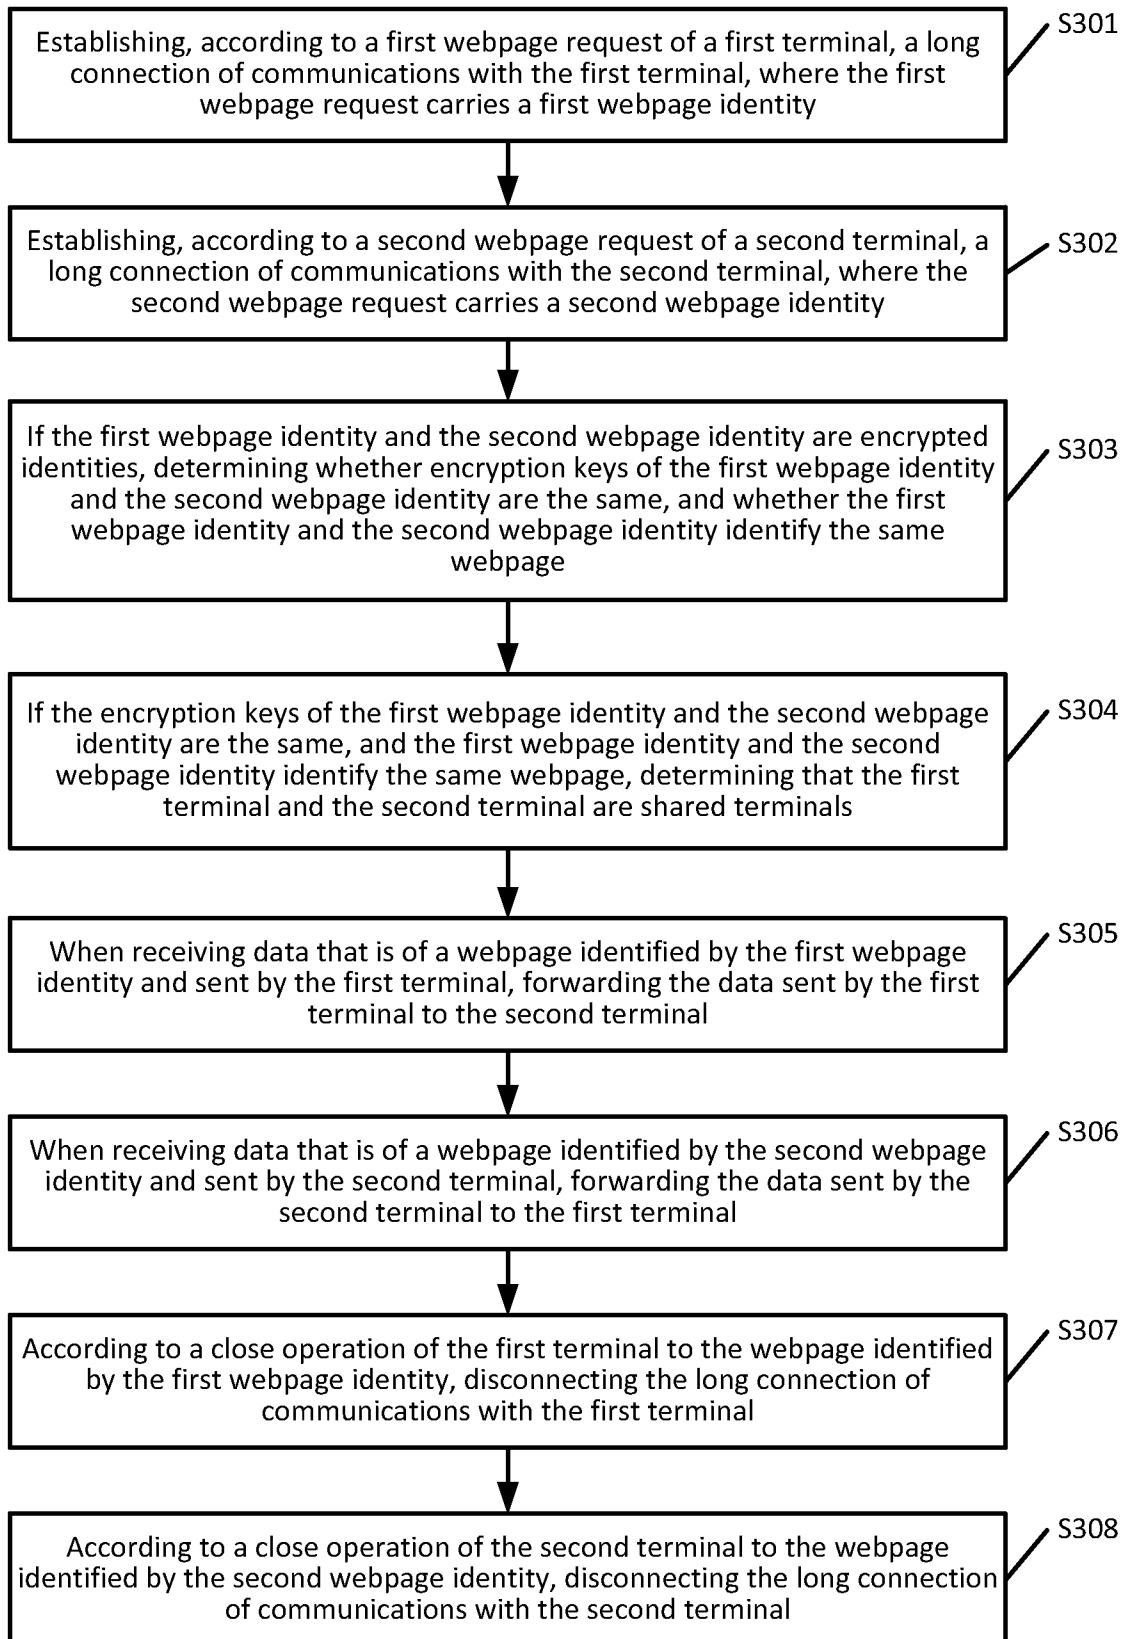 S301
Establishing, according to a first webpage request of a first terminal, a long
connection of communications with the first terminal, where the first
webpage request carries a first webpage identity
S302
Establishing, according to a second webpage request of a second terminal, a
long connection of communications with the second terminal, where the
second webpage request carries a second webpage identity
S303
If the first webpage identity and the second webpage identity are encrypted
identities, determining whether encryption keys of the first webpage identity
and the second webpage identity are the same, and whether the first
webpage identity and the second webpage identity identify the same
webpage
S304
If the encryption keys of the first webpage identity and the second webpage
identity are the same, and the first webpage identity and the second
webpage identity identify the same webpage, determining that the first
terminal and the second terminal are shared terminals
S305
When receiving data that is of a webpage identified by the first webpage
identity and sent by the first terminal, forwarding the data sent by the first
terminal to the second terminal
S306
When receiving data that is of a webpage identified by the second webpage
identity and sent by the second terminal, forwarding the data sent by the
second terminal to the first terminal
S307
According to a close operation of the first terminal to the webpage identified
by the first webpage identity, disconnecting the long connection of
communications with the first terminal
S308
According to a close operation of the second terminal to the webpage
identified by the second webpage identity, disconnecting the long connection
of communications with the second terminal